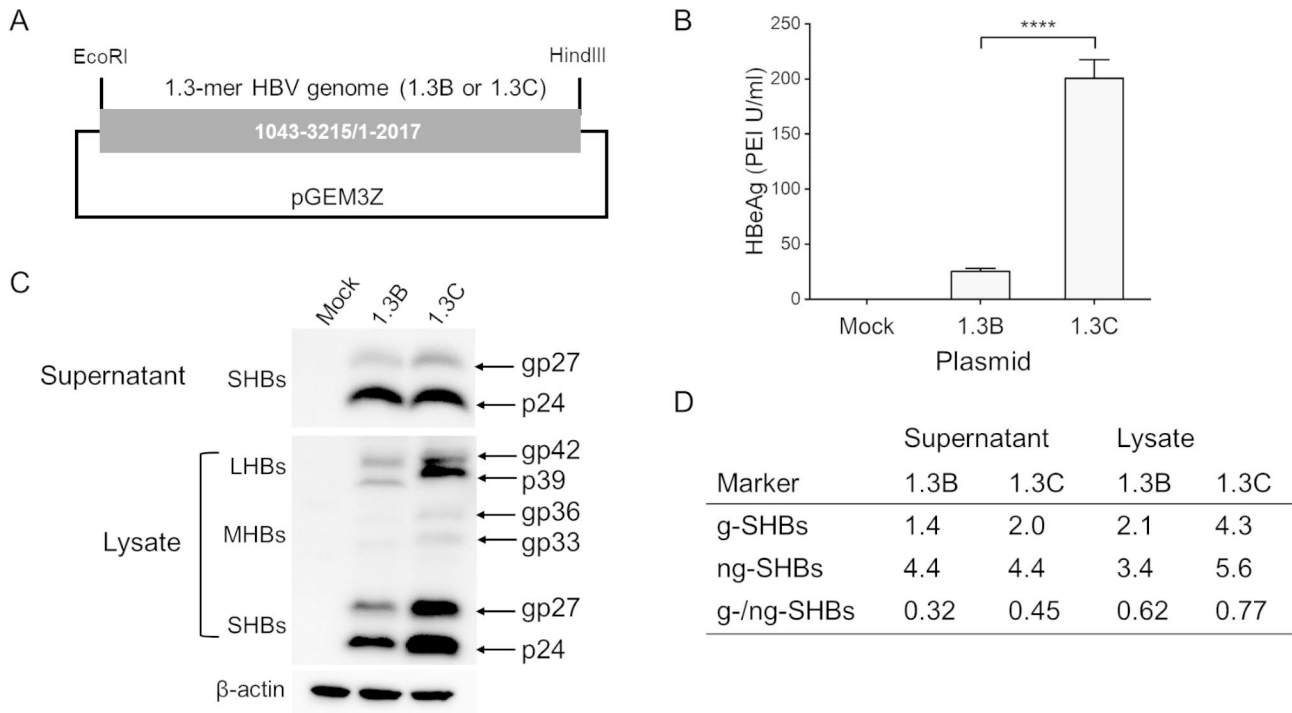 A
EcoRI
HindIII
1.3-mer HBV genome (1.3B or 1.3C)
1043-3215/1-2017
pGEM3Z
B
HBeAg (PEI U/ml)
250
200
150
100
50
0
****
Mock 1.3B 1.3C
Plasmid
C
Mock 1.3B 1.3C
Supernatant
SHBs
gp27
p24
Lysate
LHBs
MHBs
SHBs
gp42
p39
gp36
gp33
gp27
p24
β-actin
D
Supernatant Lysate
Marker 1.3B 1.3C 1.3B 1.3C
g-SHBs 1.4 2.0 2.1 4.3
ng-SHBs 4.4 4.4 3.4 5.6
g-/ng-SHBs 0.32 0.45 0.62 0.77